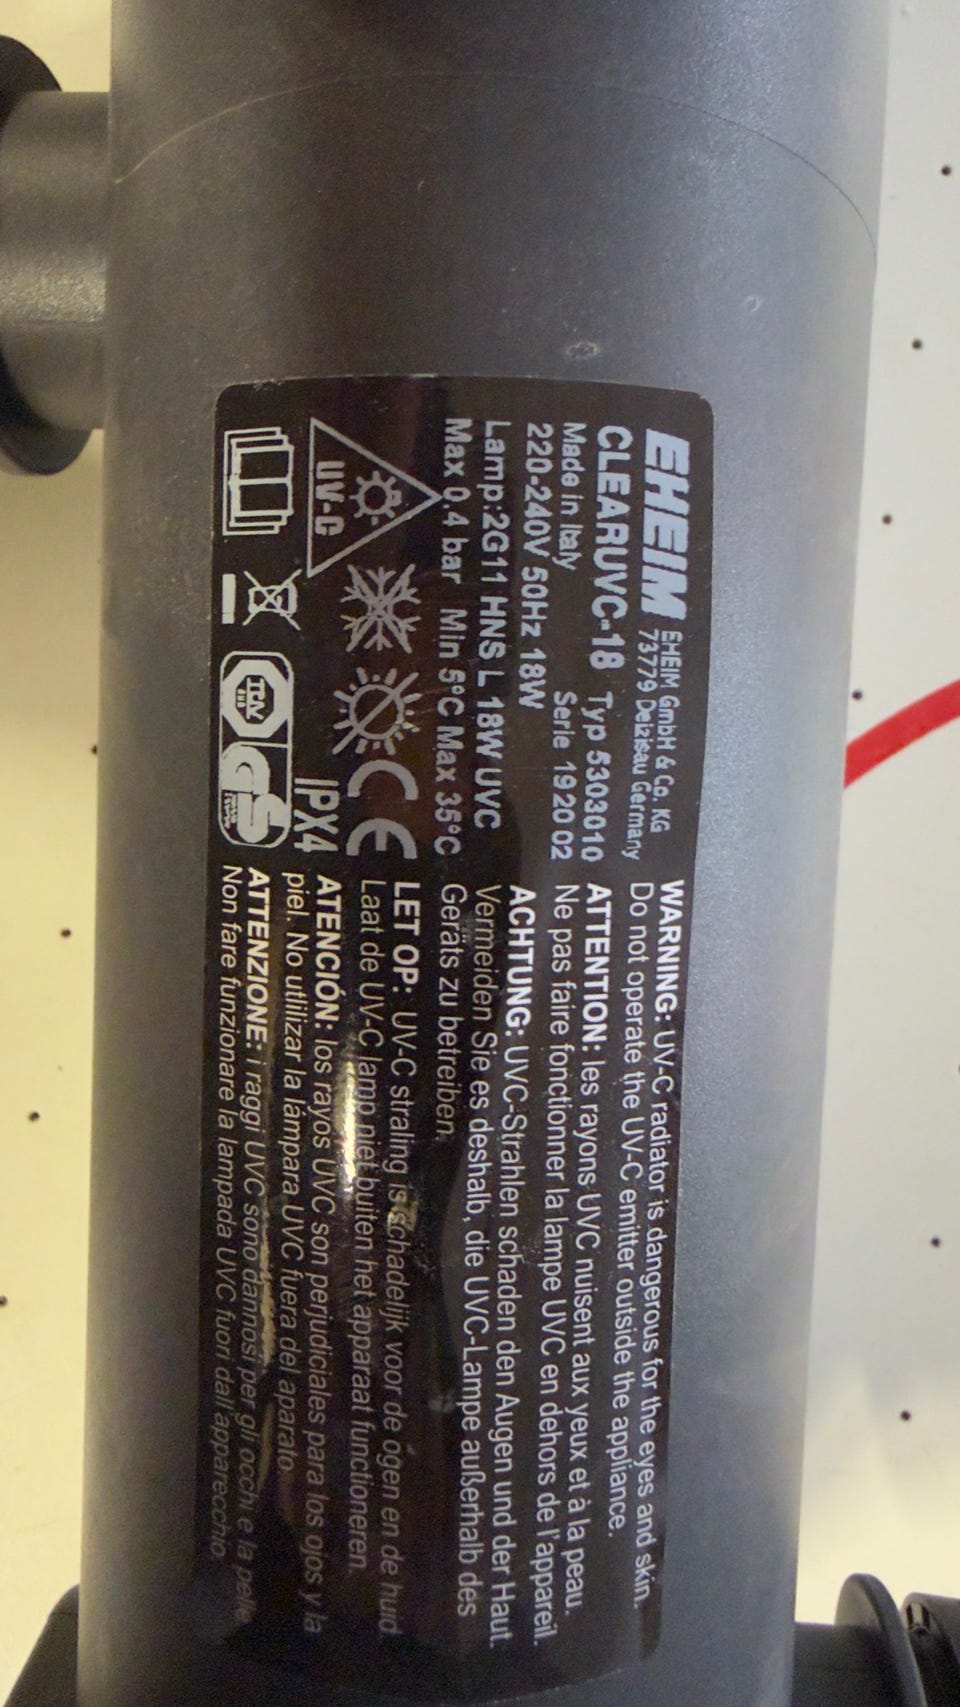 EHEIM EHEIM GmbH & Co. KG
73779 Deizisau Germany
CLEARUVC-18 Typ 5303010
Made in Italy Serie 1920 02
220-240V 50Hz 18W
Lamp:2G11 HNS L 18W UVC
Max 0.4 bar Min 5°C Max 35°C
UV-C
IPX4
TÜV
GS
WARNING: UV-C radiator is dangerous for the eyes and skin.
Do not operate the UV-C emitter outside the appliance.
ATTENTION: les rayons UVC nuisent aux yeux et à la peau.
Ne pas faire fonctionner la lampe UVC en dehors de l'appareil.
ACHTUNG: UVC-Strahlen schaden den Augen und der Haut.
Vermeiden Sie es deshalb, die UVC-Lampe außerhalb des
Geräts zu betreiben.
LET OP: UV-C straling is schadelijk voor de ogen en de huid
Laat de UV-C lamp niet buiten het apparaat functioneren.
ATENCIÓN: los rayos UVC son perjudiciales para los ojos y la
piel. No utilizar la lámpara UVC fuera del aparato.
ATTENZIONE: i raggi UVC sono dannosi per gli occhi e la pelle
Non fare funzionare la lampada UVC fuori dall'apparecchio.